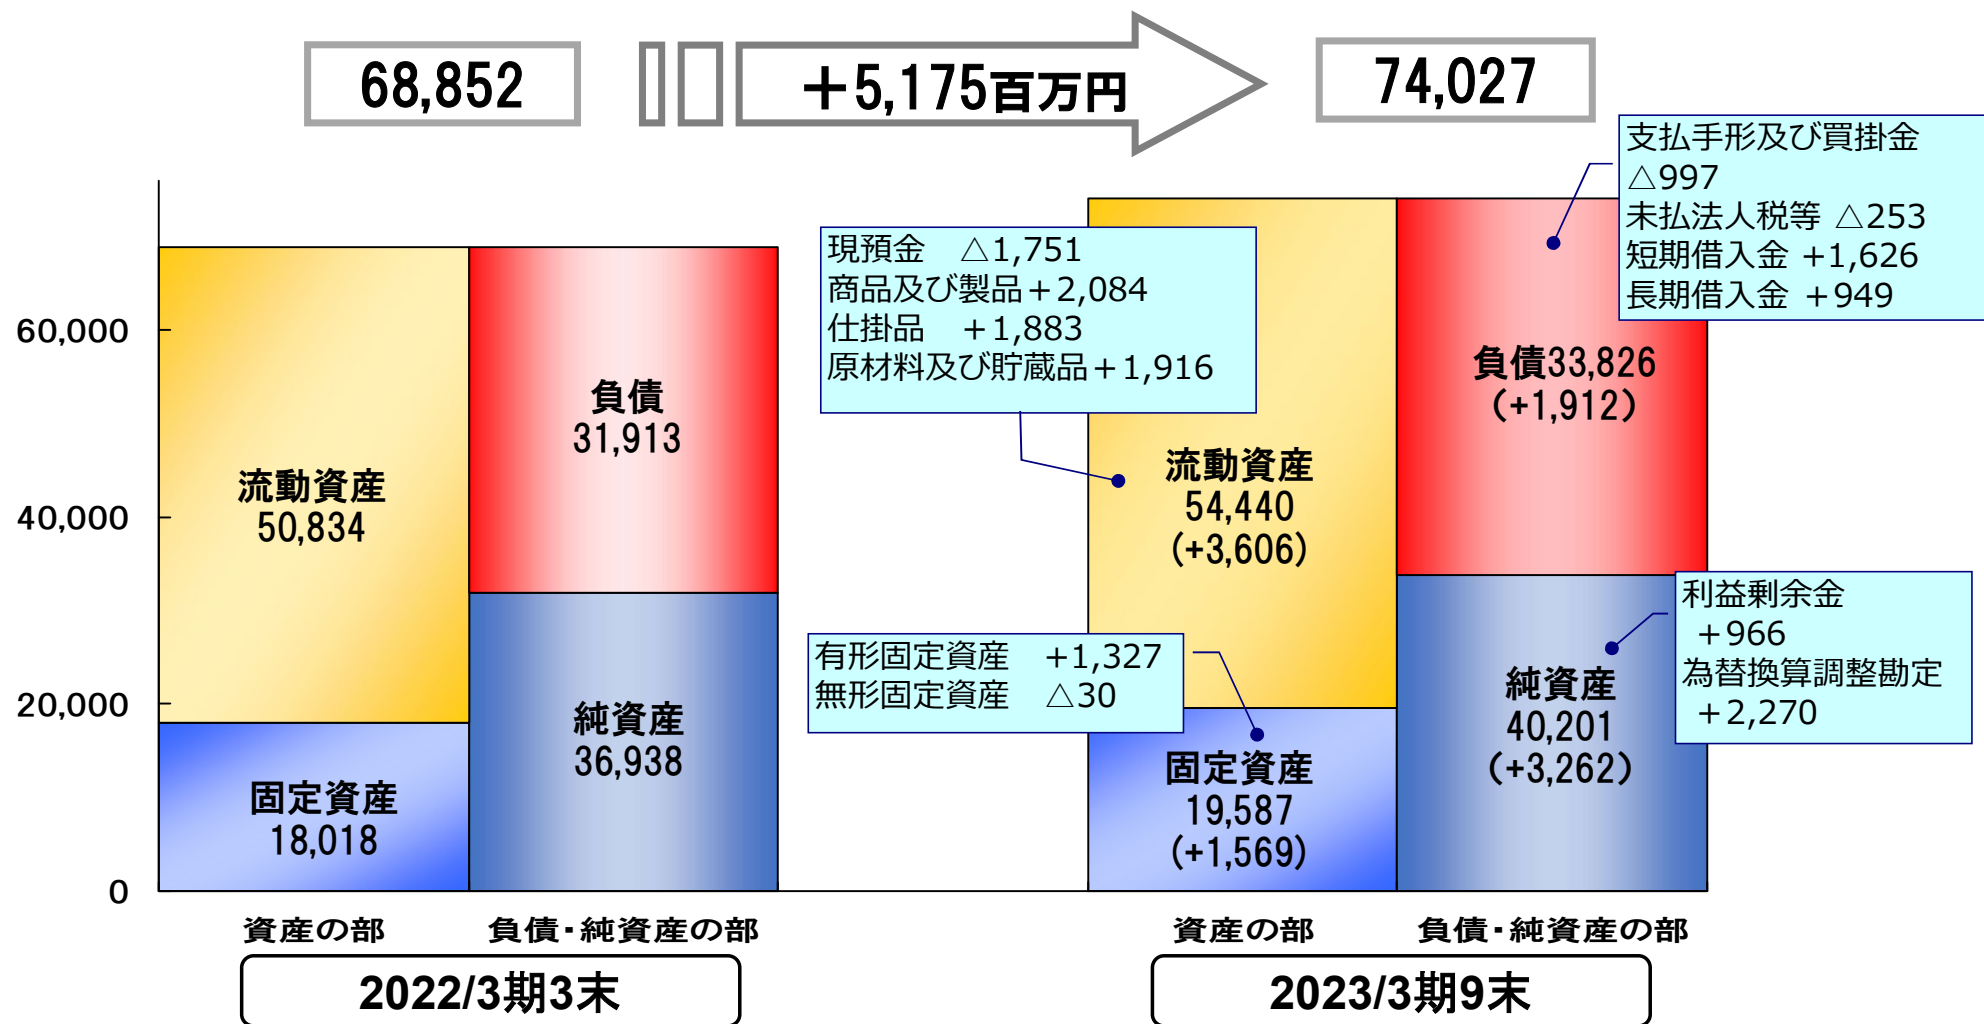 68,852
＋5,175百万円
74,027
支払手形及び買掛金
△997
未払法人税等 △253
短期借入金 +1,626
長期借入金 +949
現預金　△1,751
商品及び製品＋2,084
仕掛品　＋1,883
原材料及び貯蔵品＋1,916
60,000
40,000
20,000
0
流動資産
50,834
固定資産
18,018
負債
31,913
純資産
36,938
流動資産
54,440
(+3,606)
有形固定資産　+1,327
無形固定資産　△30
固定資産
19,587
(+1,569)
負債33,826
(+1,912)
利益剰余金
＋966
為替換算調整勘定
＋2,270
純資産
40,201
(+3,262)
資産の部
負債・純資産の部
資産の部
負債・純資産の部
2022/3期3末
2023/3期9末